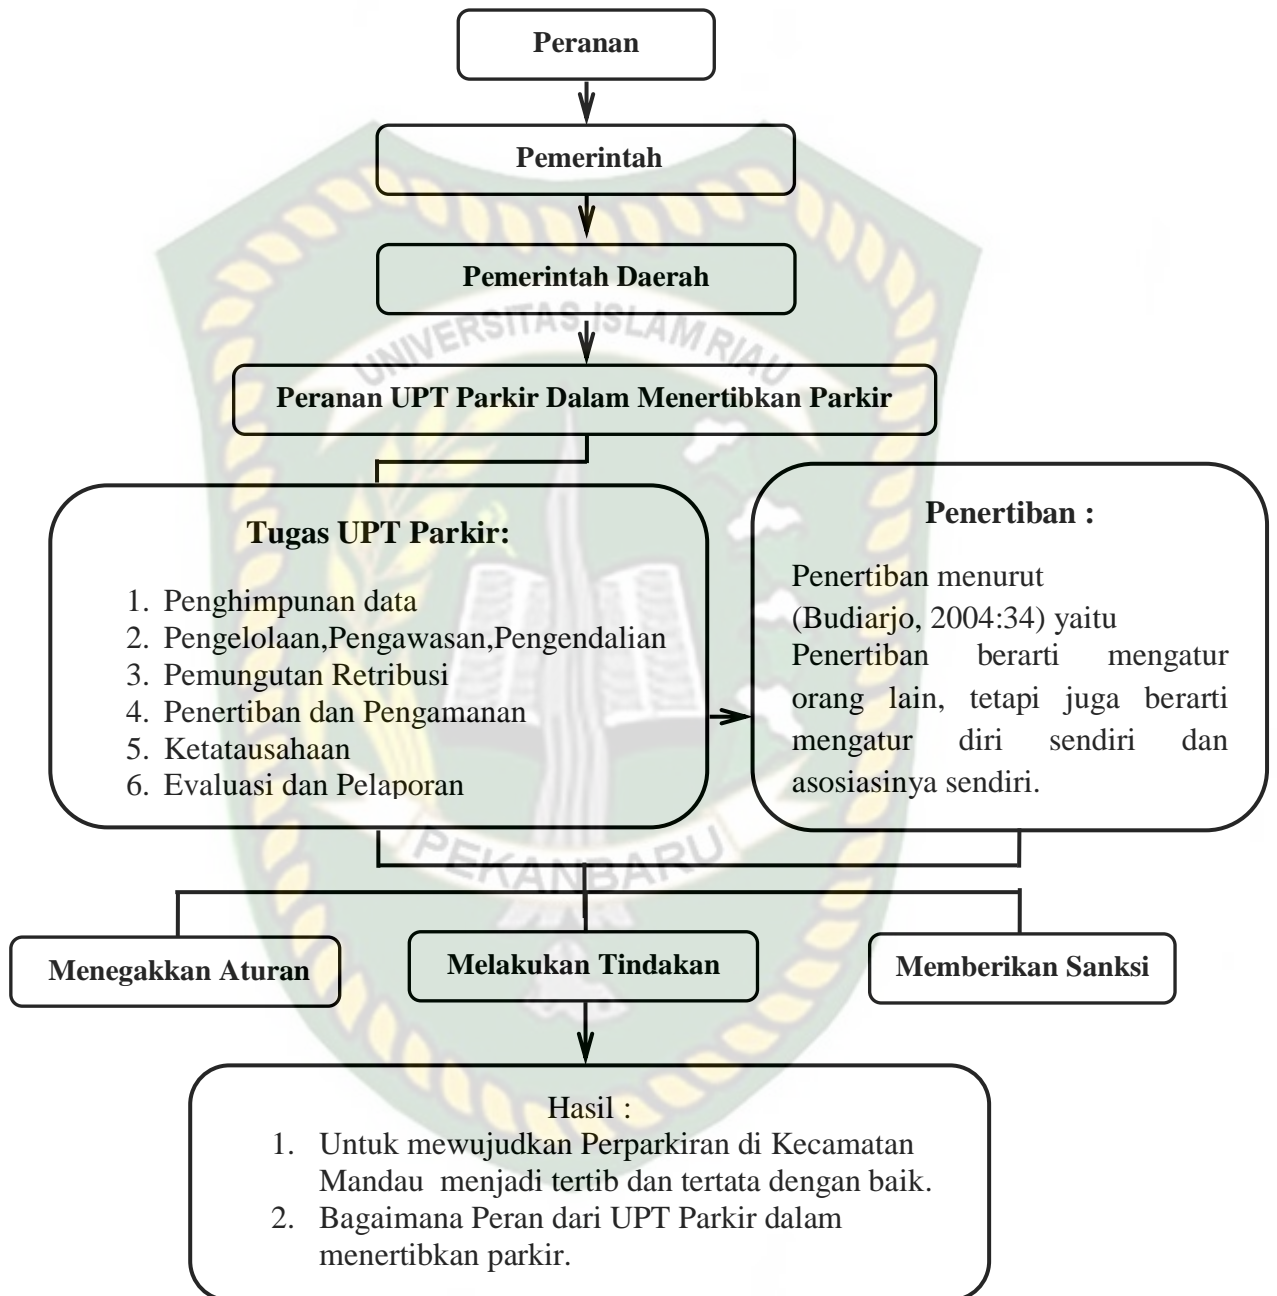 Peranan
Pemerintah
Pemerintah Daerah
UNIVERSITAS ISLAM RIAU
Peranan UPT Parkir Dalam Menertibkan Parkir
Tugas UPT Parkir:
1. Penghimpunan data
2. Pengelolaan,Pengawasan,Pengendalian
3. Pemungutan Retribusi
4. Penertiban dan Pengamanan
5. Ketatausahaan
6. Evaluasi dan Pelaporan
Penertiban :
Penertiban menurut
(Budiarjo, 2004:34) yaitu
Penertiban berarti mengatur
orang lain, tetapi juga berarti
mengatur diri sendiri dan
asosiasinya sendiri.
PEKANBARU
Menegakkan Aturan
Melakukan Tindakan
Memberikan Sanksi
Hasil :
1. Untuk mewujudkan Perparkiran di Kecamatan
Mandau menjadi tertib dan tertata dengan baik.
2. Bagaimana Peran dari UPT Parkir dalam
menertibkan parkir.